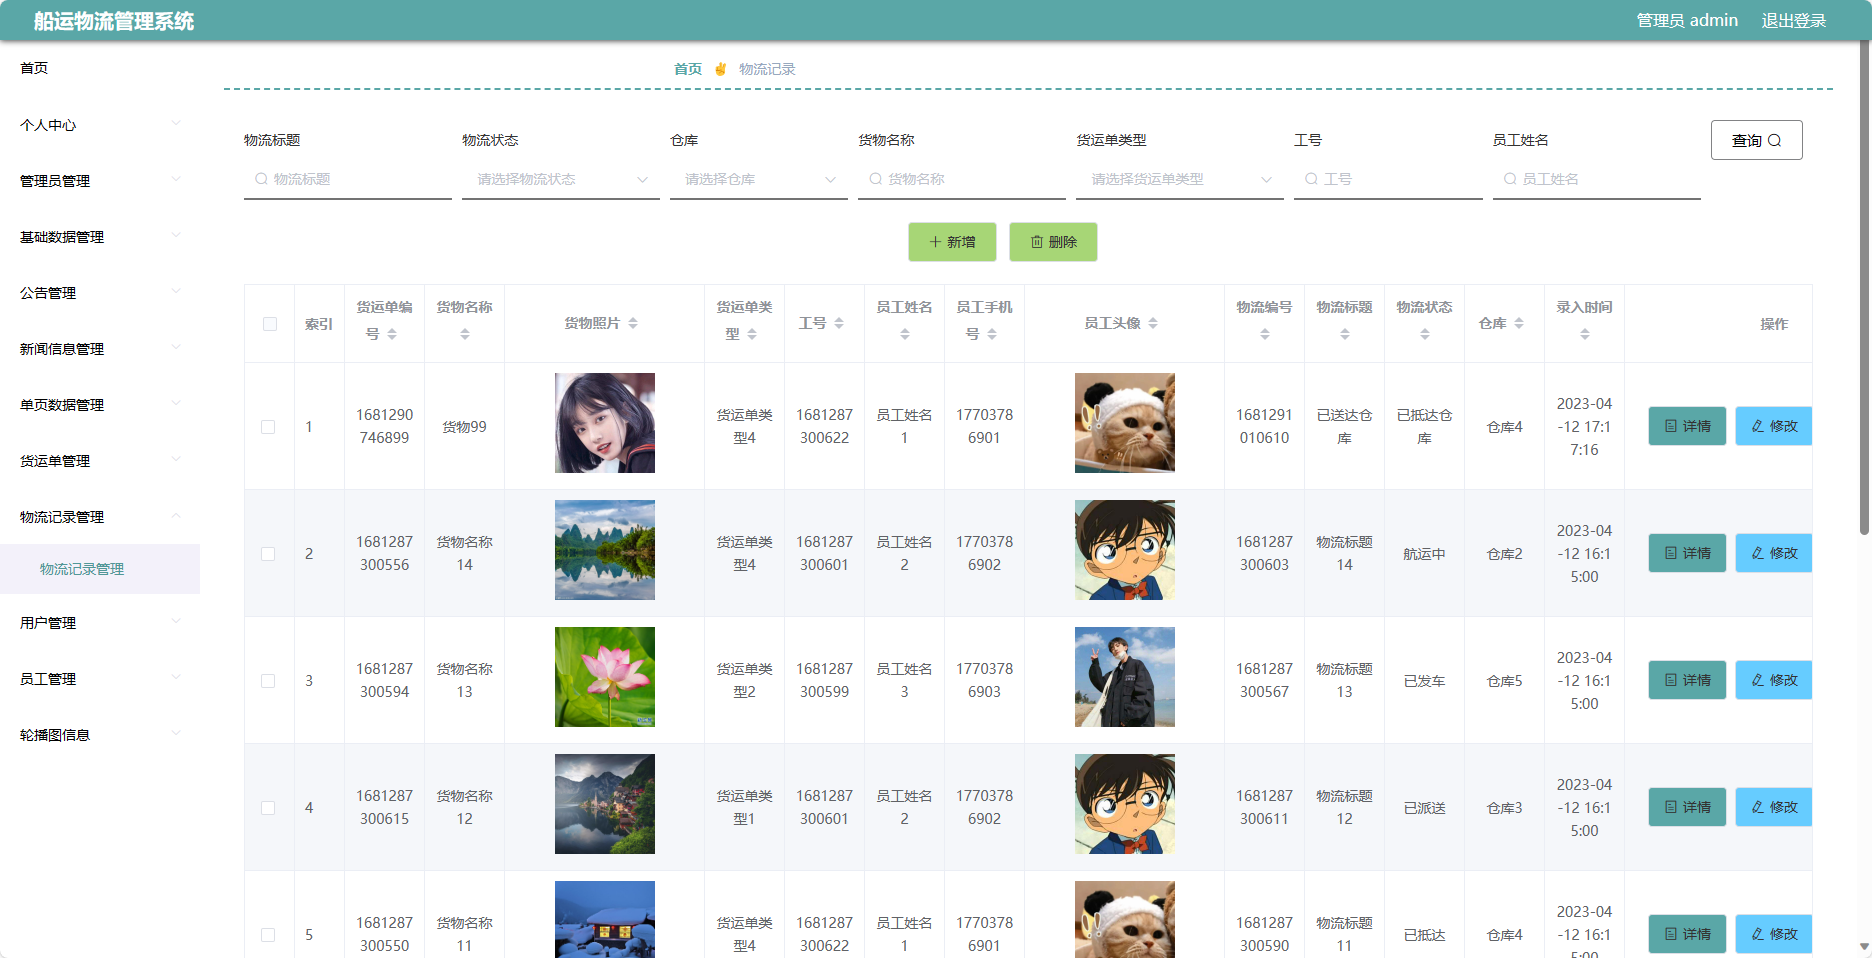 船运物流管理系统
管理员 admin 退出登录
首页
个人中心
管理员管理
基础数据管理
公告管理
新闻信息管理
单页数据管理
货运单管理
物流记录管理
物流记录管理
用户管理
员工管理
轮播图信息
首页 物流记录
物流标题 物流状态 仓库 货物名称 货运单类型 工号 员工姓名
查询
物流标题 请选择物流状态 请选择仓库 货物名称 请选择货运单类型 工号 员工姓名
新增 删除
索引 货运单编号 货物名称 货物照片 货运单类型 工号 员工姓名 员工手机号 员工头像 物流编号 物流标题 物流状态 仓库 录入时间 操作
1 1681290746899 货物99 货运单类型4 1681287300622 员工姓名1 17703786901 1681291010610 已送达仓库 已抵达仓库 仓库4 2023-04-12 17:17:16 详情 修改
2 1681287300556 货物名称14 货运单类型4 1681287300601 员工姓名2 17703786902 1681287300603 物流标题14 航运中 仓库2 2023-04-12 16:15:00 详情 修改
3 1681287300594 货物名称13 货运单类型2 1681287300599 员工姓名3 17703786903 1681287300567 物流标题13 已发车 仓库5 2023-04-12 16:15:00 详情 修改
4 1681287300615 货物名称12 货运单类型1 1681287300601 员工姓名2 17703786902 1681287300611 物流标题12 已派送 仓库3 2023-04-12 16:15:00 详情 修改
5 1681287300550 货物名称11 货运单类型4 1681287300622 员工姓名1 17703786901 1681287300590 物流标题11 已抵达 仓库4 2023-04-12 16:15:00 详情 修改